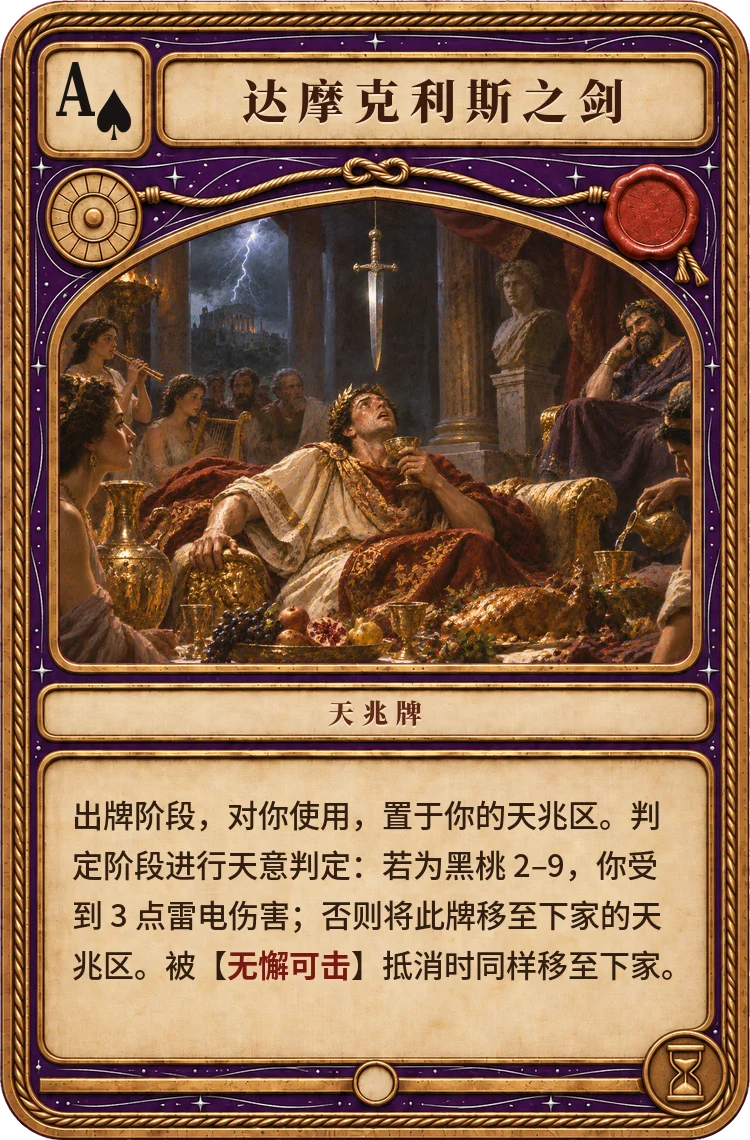 A♠
达摩克利斯之剑
天兆牌
出牌阶段，对你使用，置于你的天兆区。判
定阶段进行天意判定：若为黑桃 2–9，你受
到 3 点雷电伤害；否则将此牌移至下家的天
兆区。被【无懈可击】抵消时同样移至下家。